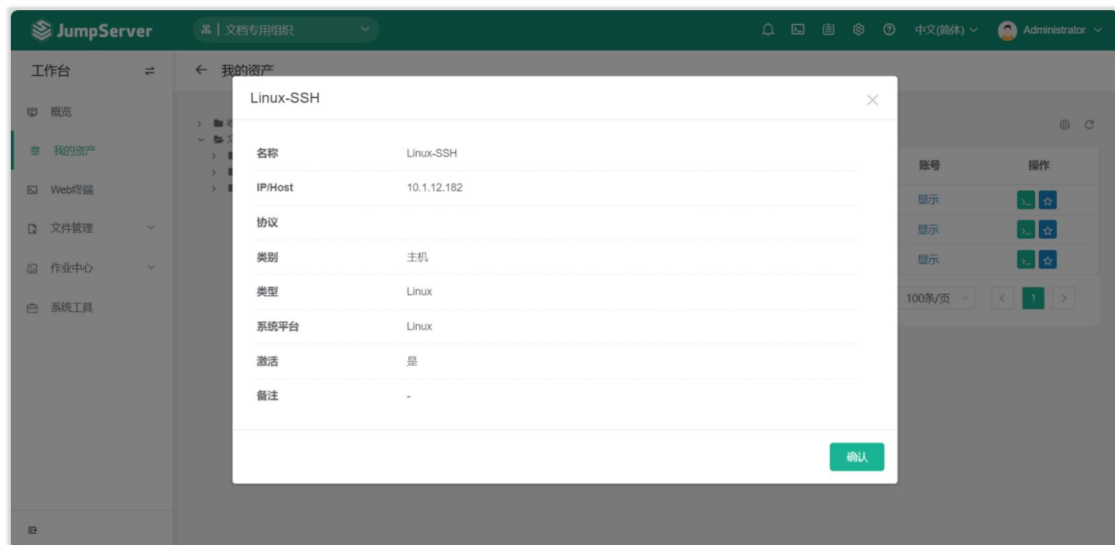 JumpServer
文档专用组织
中文(简体)
Administrator
工作台
我的资产
概览
我的资产
Web终端
文件管理
作业中心
系统工具
Linux-SSH
名称 Linux-SSH
IP/Host 10.1.12.182
协议
类别 主机
类型 Linux
系统平台 Linux
激活 是
备注 -
确认
账号 操作
显示
显示
显示
100条/页 1